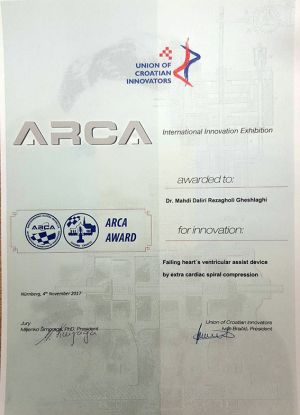 UNION OF
CROATIAN
INNOVATORS
ARCA
International Innovation Exhibition
awarded to:
Dr. Mahdi Daliri Rezagholi Gheshlaghi
ARCA
ARCA
AWARD
for innovation:
Failing heart´s ventricular assist device
by extra cardiac spiral compression
Nürnberg, 4th November 2017
Jury
PhD, President
Union of Croatian Innovators
President